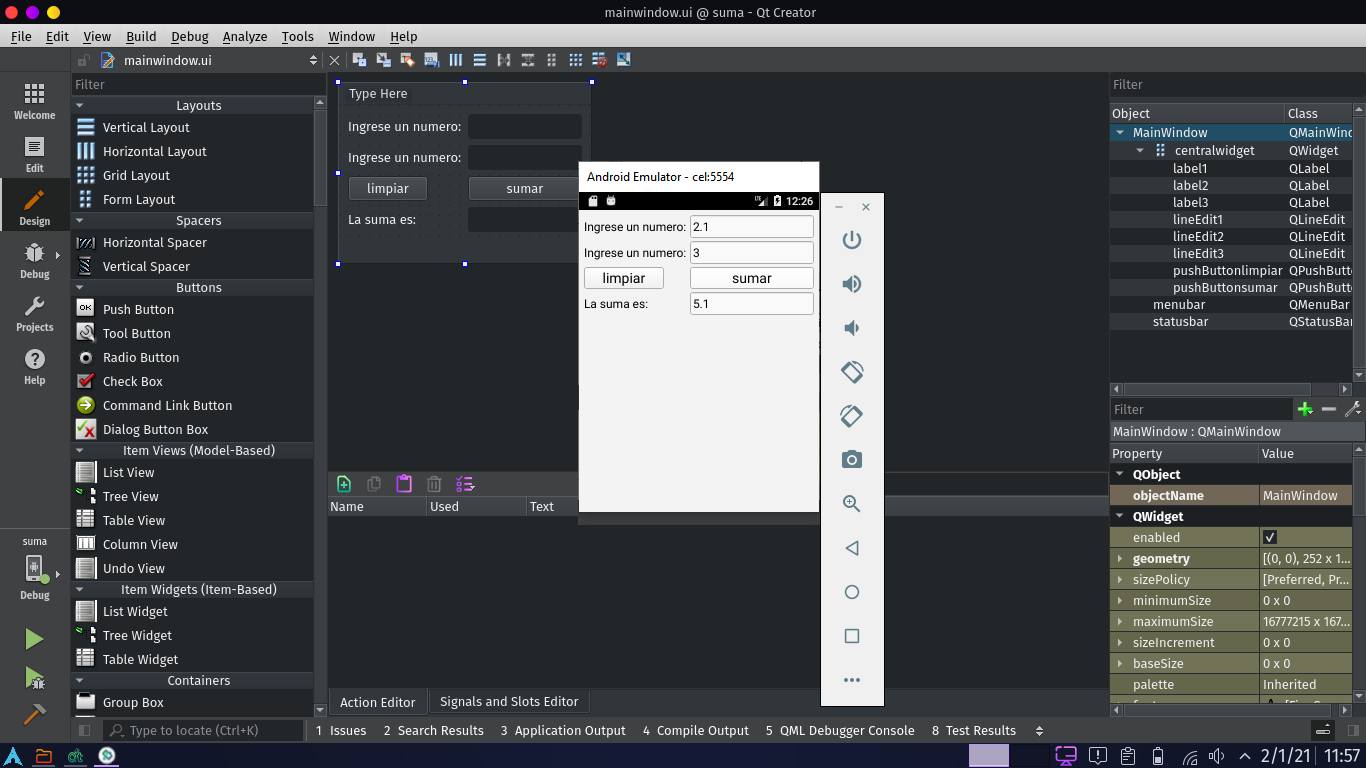 mainwindow.ui @ suma - Qt Creator
File Edit View Build Debug Analyze Tools Window Help
mainwindow.ui
Welcome
Edit
Design
Debug
Projects
Help
suma
Debug
Filter
Layouts
Vertical Layout
Horizontal Layout
Grid Layout
Form Layout
Spacers
Horizontal Spacer
Vertical Spacer
Buttons
OK Push Button
Tool Button
Radio Button
Check Box
Command Link Button
Dialog Button Box
Item Views (Model-Based)
List View
Tree View
Table View
Column View
Undo View
Item Widgets (Item-Based)
List Widget
Tree Widget
Table Widget
Containers
Group Box
Type Here
Ingrese un numero:
Ingrese un numero:
limpiar sumar
La suma es:
Android Emulator - cel:5554
LTE 12:26
Ingrese un numero: 2.1
Ingrese un numero: 3
limpiar sumar
La suma es: 5.1
Name Used Text
Action Editor Signals and Slots Editor
Filter
Object Class
MainWindow QMainWind
centralwidget QWidget
label1 QLabel
label2 QLabel
label3 QLabel
lineEdit1 QLineEdit
lineEdit2 QLineEdit
lineEdit3 QLineEdit
pushButtonlimpiar QPushButt
pushButtonsumar QPushButt
menubar QMenuBar
statusbar QStatusBar
Filter
MainWindow : QMainWindow
Property Value
QObject
objectName MainWindow
QWidget
enabled
geometry [(0, 0), 252 x 1...
sizePolicy [Preferred, Pr...
minimumSize 0 x 0
maximumSize 16777215 x 167...
sizeIncrement 0 x 0
baseSize 0 x 0
palette Inherited
Type to locate (Ctrl+K) 1 Issues 2 Search Results 3 Application Output 4 Compile Output 5 QML Debugger Console 8 Test Results
2/1/21 11:57